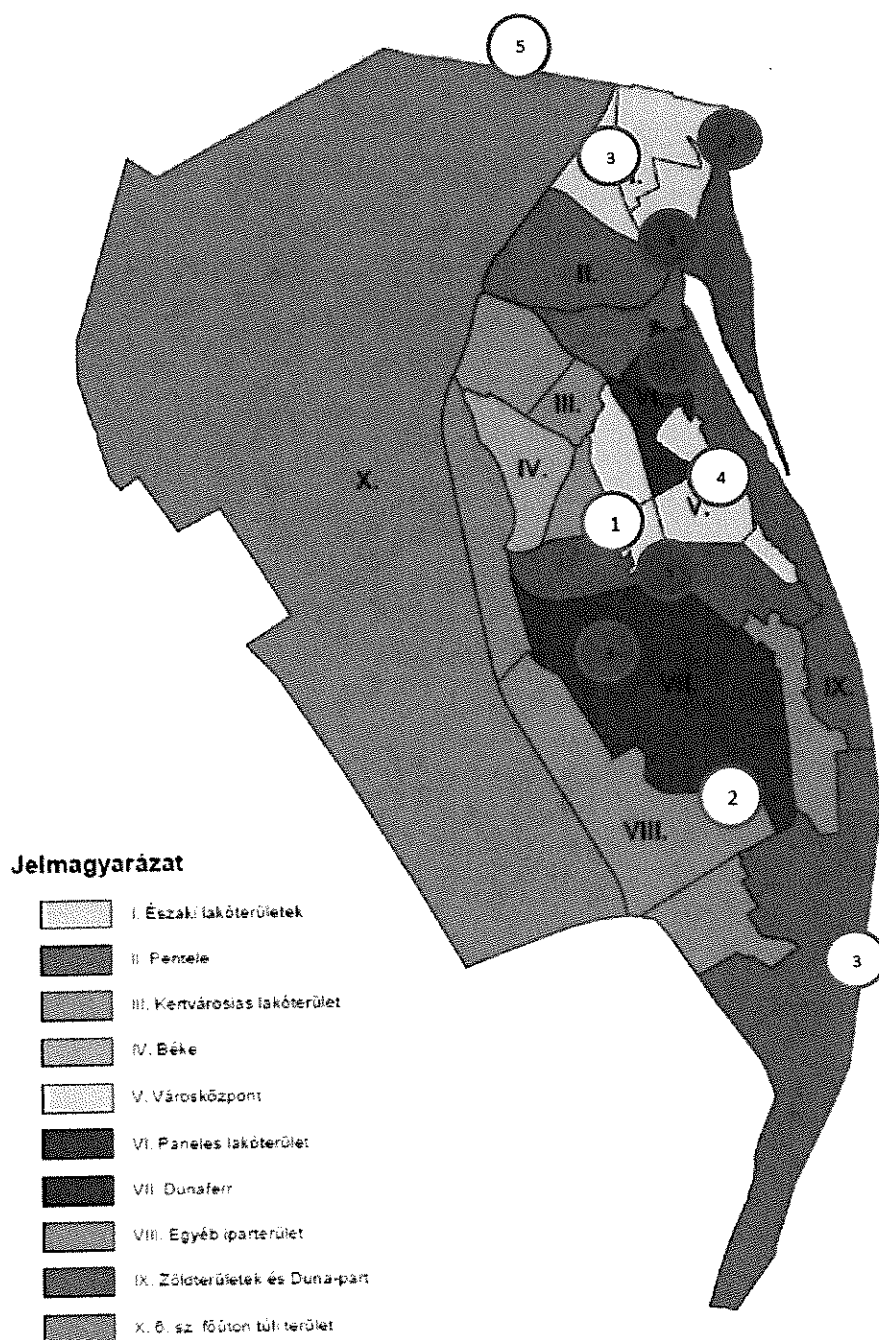 5
3
II.
III.
X.
IV.
4
V.
1
IX.
2
VIII.
3
Jelmagyarázat
I. Északi lakóterületek
II. Pentele
III. Kertvárosias lakóterület
IV. Béke
V. Városközpont
VI. Paneles lakóterület
VII. Dunaferr
VIII. Egyéb iparterület
IX. Zöldterületek és Duna-part
X. 6. sz. főúton túli terület